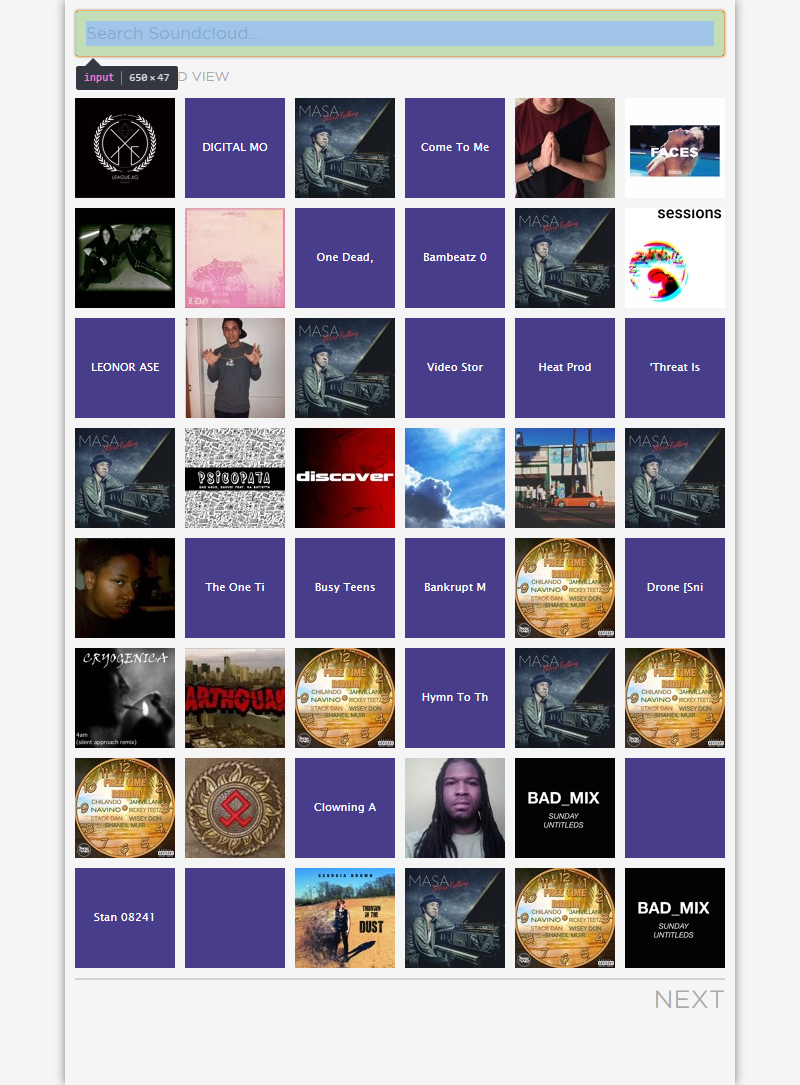 Search Soundcloud...
input 650 × 47
D VIEW
LEAGUE.XO
DIGITAL MO
MASA
Come To Me
FACE$
One Dead,
Bambeatz 0
MASA
sessions
LEONOR ASE
MASA
Video Stor
Heat Prod
'Threat Is
MASA
PSICOPATA
discover
MASA
The One Ti
Busy Teens
Bankrupt M
FREE TIME
RIDDIM
CHILANDO JAHVILLANI
NAVINO RICKEY TEETZ
STACK DAN WISEY DON
SHANEIL MUIR
Drone [Sni
CRYOGENICA
4am
(silent approach remix)
ARTHQUAK
FREE TIME
RIDDIM
CHILANDO JAHVILLANI
NAVINO RICKEY TEETZ
STACK DAN WISEY DON
SHANEIL MUIR
Hymn To Th
MASA
FREE TIME
RIDDIM
CHILANDO JAHVILLANI
NAVINO RICKEY TEETZ
STACK DAN WISEY DON
SHANEIL MUIR
FREE TIME
RIDDIM
CHILANDO JAHVILLANI
NAVINO RICKEY TEETZ
STACK DAN WISEY DON
SHANEIL MUIR
Clowning A
BAD_MIX
SUNDAY
UNTITLEDS
Stan 08241
GEORGIA BROWN
THROWN
IN THE
DUST
MASA
FREE TIME
RIDDIM
CHILANDO JAHVILLANI
NAVINO RICKEY TEETZ
STACK DAN WISEY DON
SHANEIL MUIR
BAD_MIX
SUNDAY
UNTITLEDS
NEXT